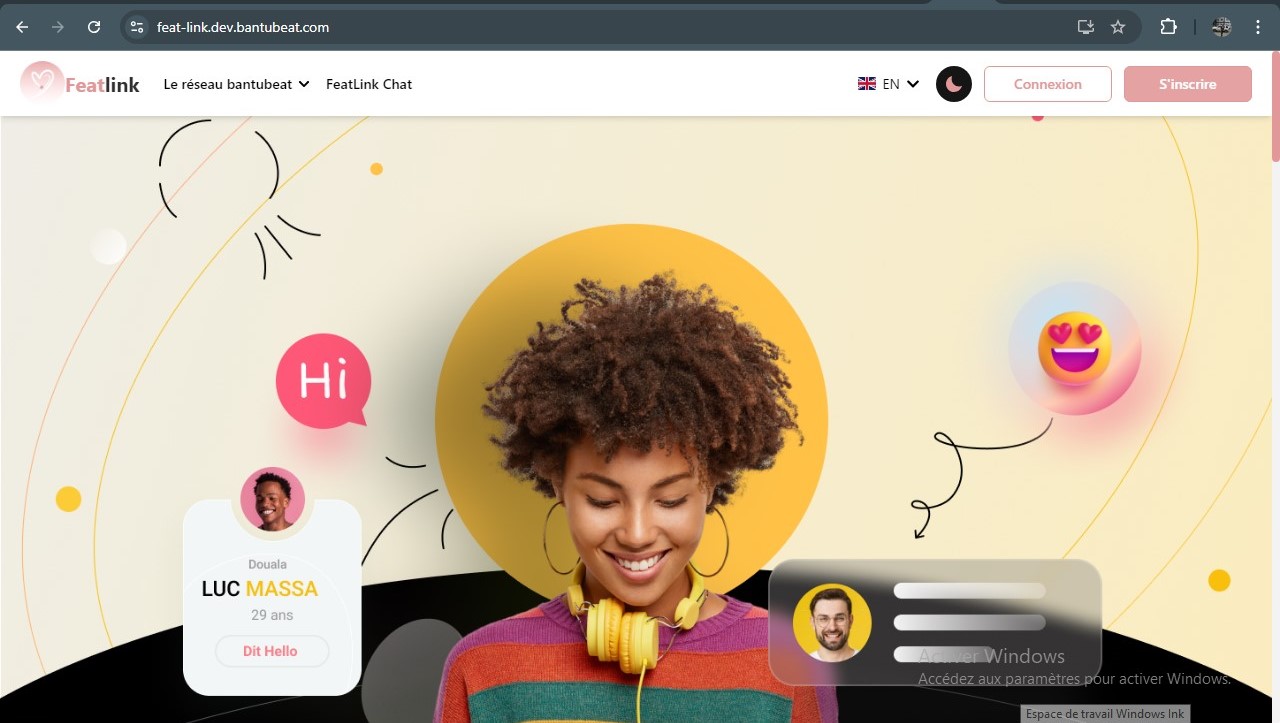 feat-link.dev.bantubeat.com
Featlink
Le réseau bantubeat
FeatLink Chat
EN
Connexion
S'inscrire
Hi
Douala
LUC MASSA
29 ans
Dit Hello
Activer Windows
Accédez aux paramètres pour activer Windows.
Espace de travail Windows Ink